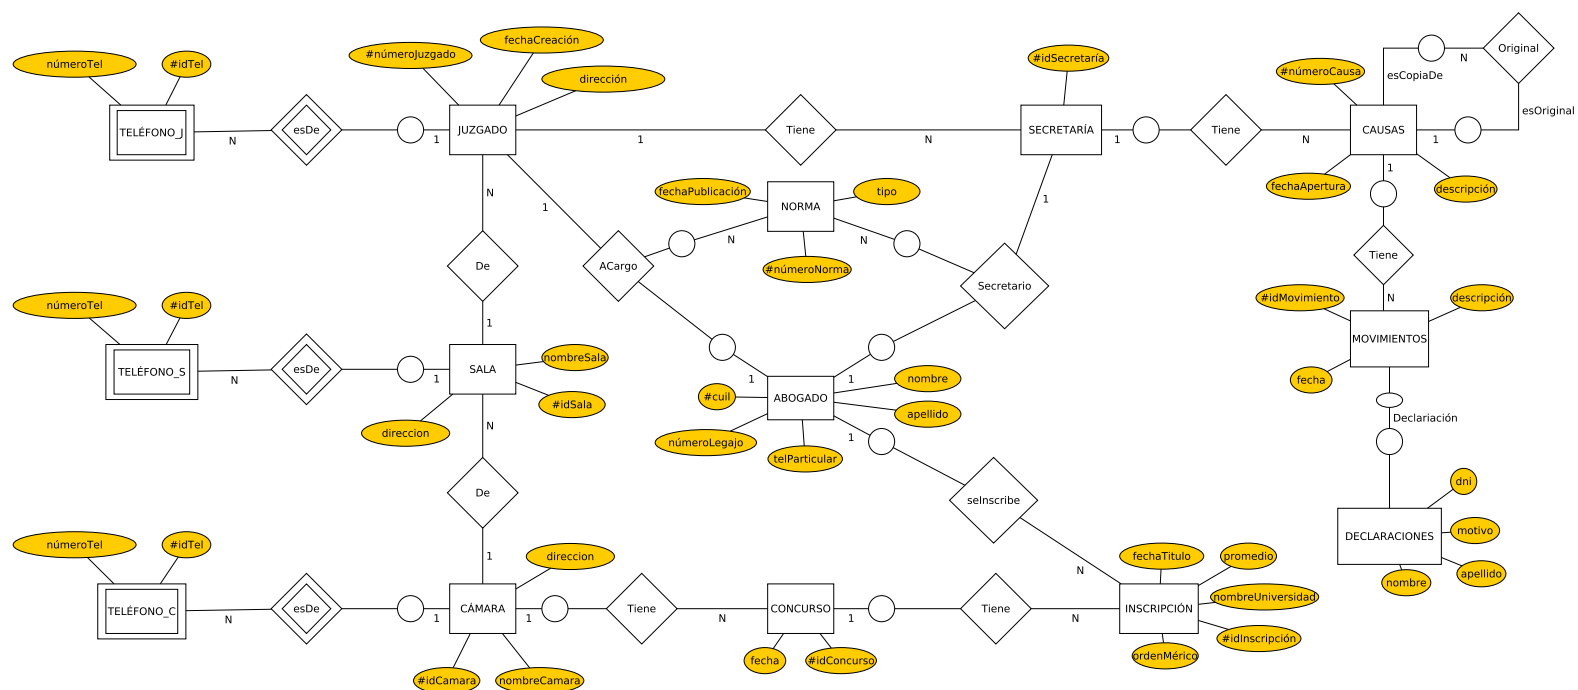 fechaCreación
#númeroJuzgado
dirección
númeroTel
#idTel
TELÉFONO_J
N
esDe
1
JUZGADO
1
Tiene
N
#idSecretaría
SECRETARÍA
1
Tiene
N
#númeroCausa
CAUSAS
esCopiaDe
N
Original
esOriginal
1
fechaApertura
descripción
1
N
1
fechaPublicación
NORMA
tipo
#númeroNorma
N
N
1
De
ACargo
Secretario
Tiene
N
1
númeroTel
#idTel
TELÉFONO_S
N
esDe
1
SALA
nombreSala
#idSala
direccion
N
#idMovimiento
descripción
MOVIMIENTOS
fecha
Declariación
1
1
ABOGADO
#cuil
nombre
apellido
númeroLegajo
telParticular
1
De
seInscribe
N
dni
DECLARACIONES
motivo
apellido
nombre
1
númeroTel
#idTel
TELÉFONO_C
N
esDe
1
CÁMARA
direccion
#idCamara
nombreCamara
1
Tiene
N
CONCURSO
fecha
#idConcurso
1
Tiene
N
INSCRIPCIÓN
fechaTitulo
promedio
nombreUniversidad
#idInscripción
ordenMérico